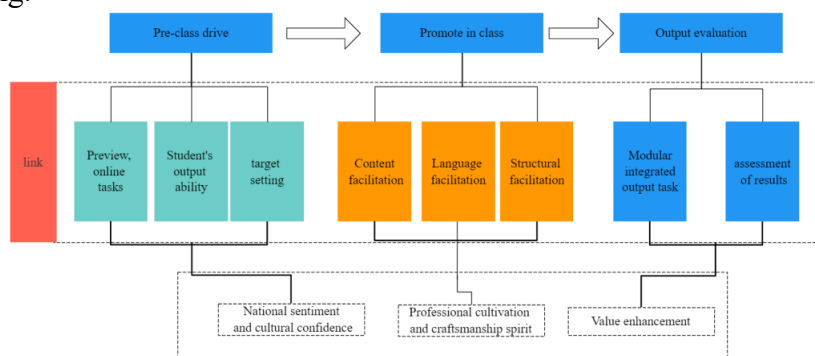 Pre-class drive
Promote in class
Output evaluation
link
Preview,
online
tasks
Student's
output
ability
target
setting
Content
facilitation
Language
facilitation
Structural
facilitation
Modular
integrated
output task
assessment
of results
National sentiment
and cultural confidence
Professional cultivation
and craftsmanship spirit
Value enhancement